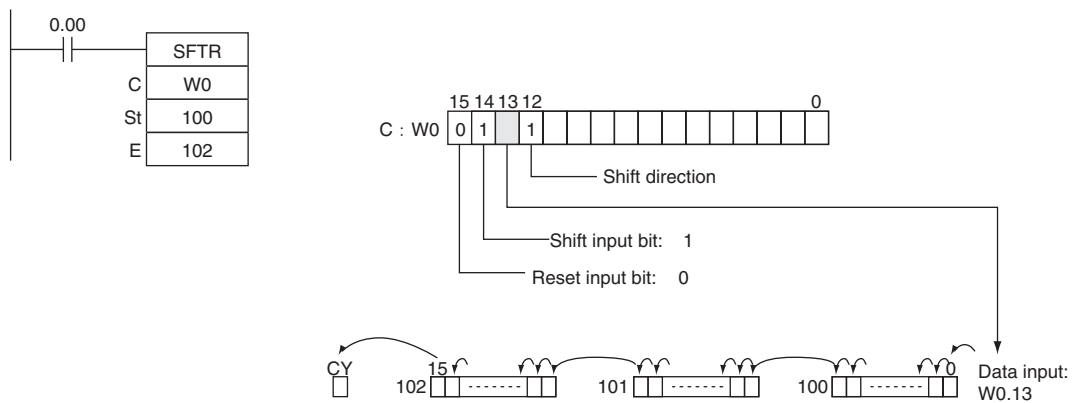 0.00
SFTR
C W0
St 100
E 102
15 14 13 12 0
C : W0 0 1 1
Shift direction
Shift input bit: 1
Reset input bit: 0
CY 15 0 Data input:
102 101 100 W0.13